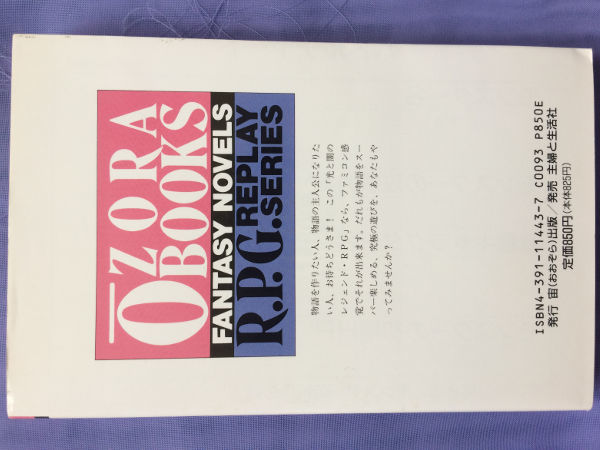 ŌZORA
BOOKS
FANTASY NOVELS
R.P.G. REPLAY
SERIES
物語を作りたい人、物語の主人公になりた
い人、お待ちどうさま！ この「光と闇の
レジェンド・RPG」なら、ファミコン感
覚でそれが出来ます。だれもが物語をスー
パー楽しめる、究極の遊びを、あなたもや
ってみませんか？
ISBN4-391-11443-7 C0093 P850E
発行 宙(おおぞら)出版／発売 主婦と生活社
定価850円(本体825円)